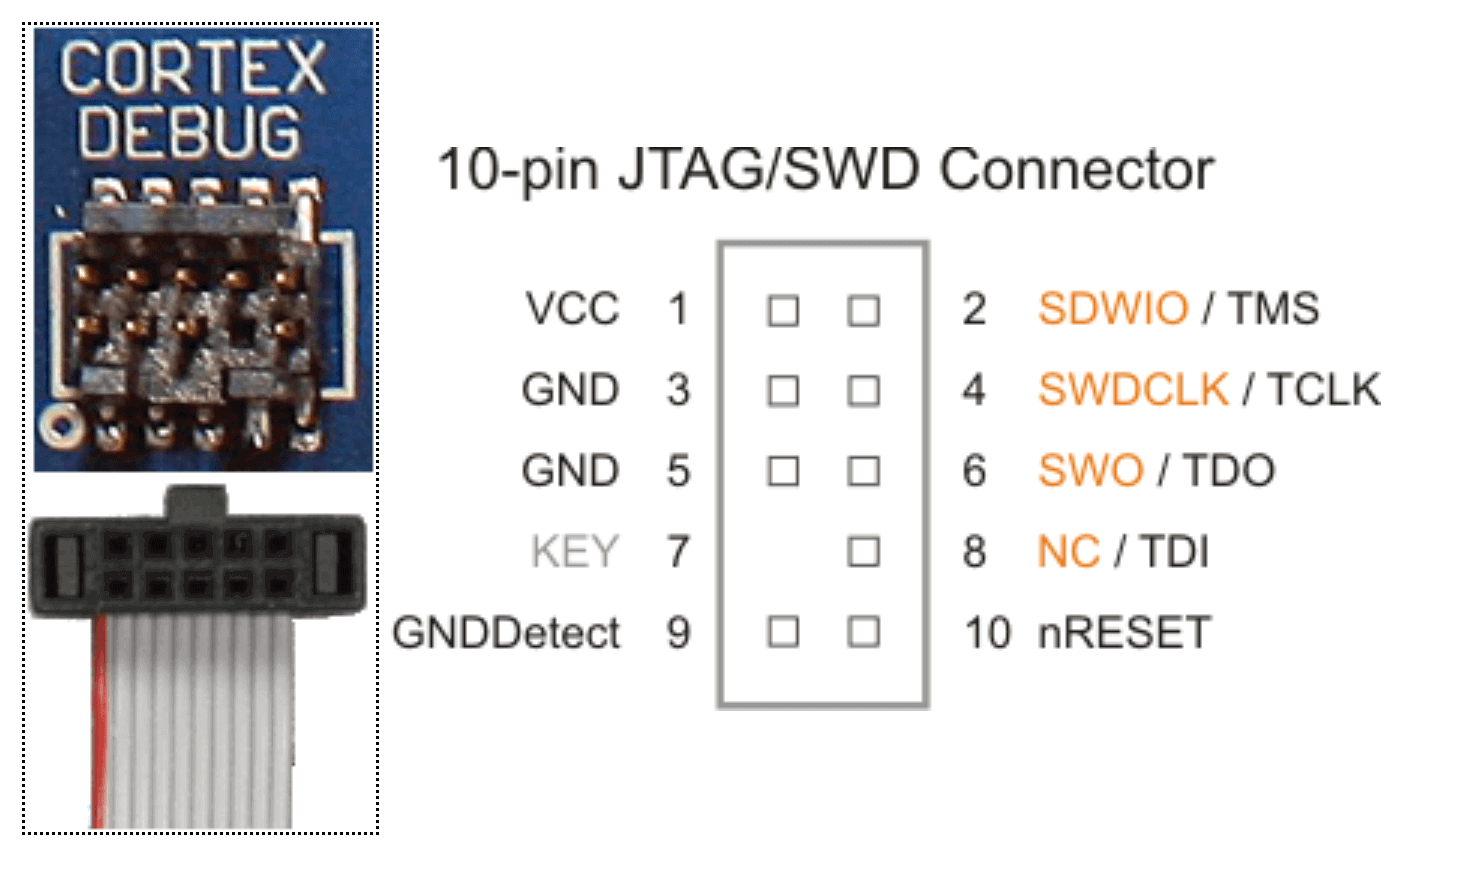 CORTEX
DEBUG
10-pin JTAG/SWD Connector
VCC 1 2 SDWIO / TMS
GND 3 4 SWDCLK / TCLK
GND 5 6 SWO / TDO
KEY 7 8 NC / TDI
GNDDetect 9 10 nRESET